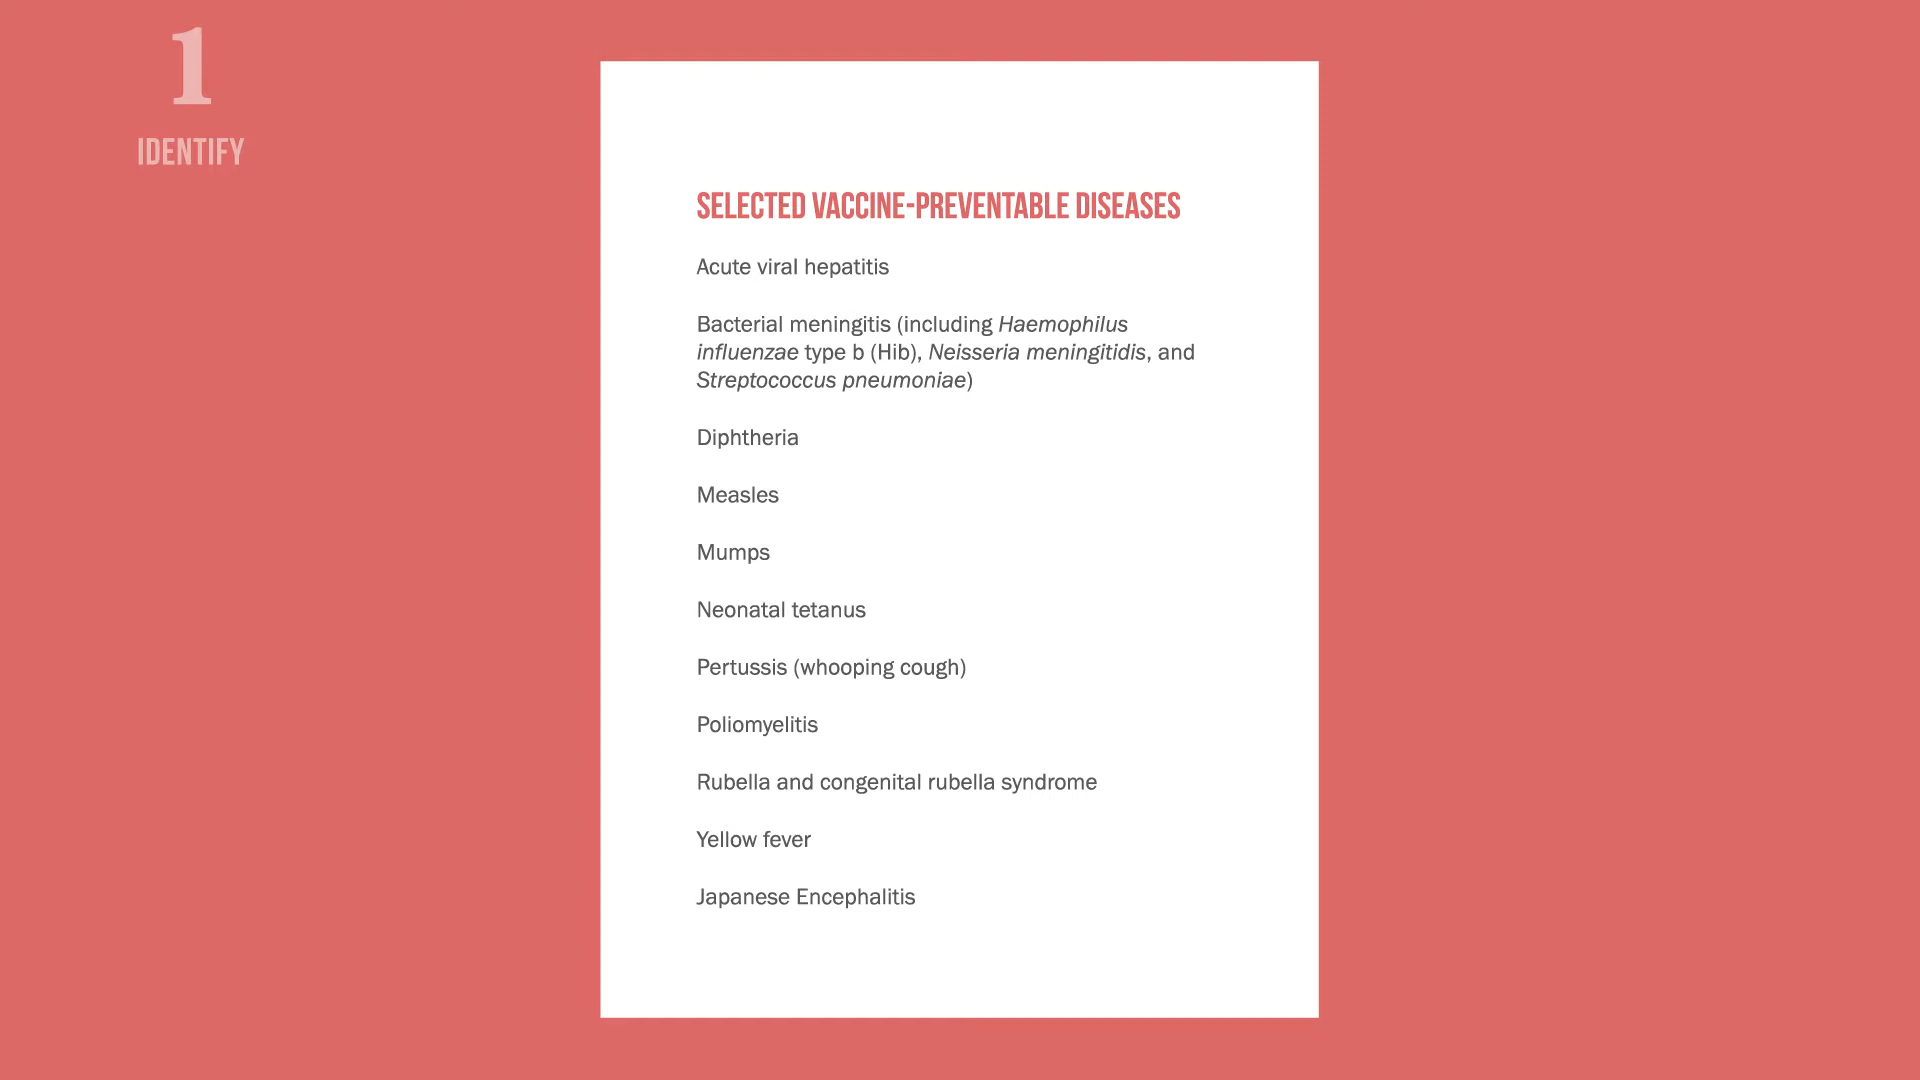 1
IDENTIFY
SELECTED VACCINE-PREVENTABLE DISEASES
Acute viral hepatitis
Bacterial meningitis (including Haemophilus
influenzae type b (Hib), Neisseria meningitidis, and
Streptococcus pneumoniae)
Diphtheria
Measles
Mumps
Neonatal tetanus
Pertussis (whooping cough)
Poliomyelitis
Rubella and congenital rubella syndrome
Yellow fever
Japanese Encephalitis